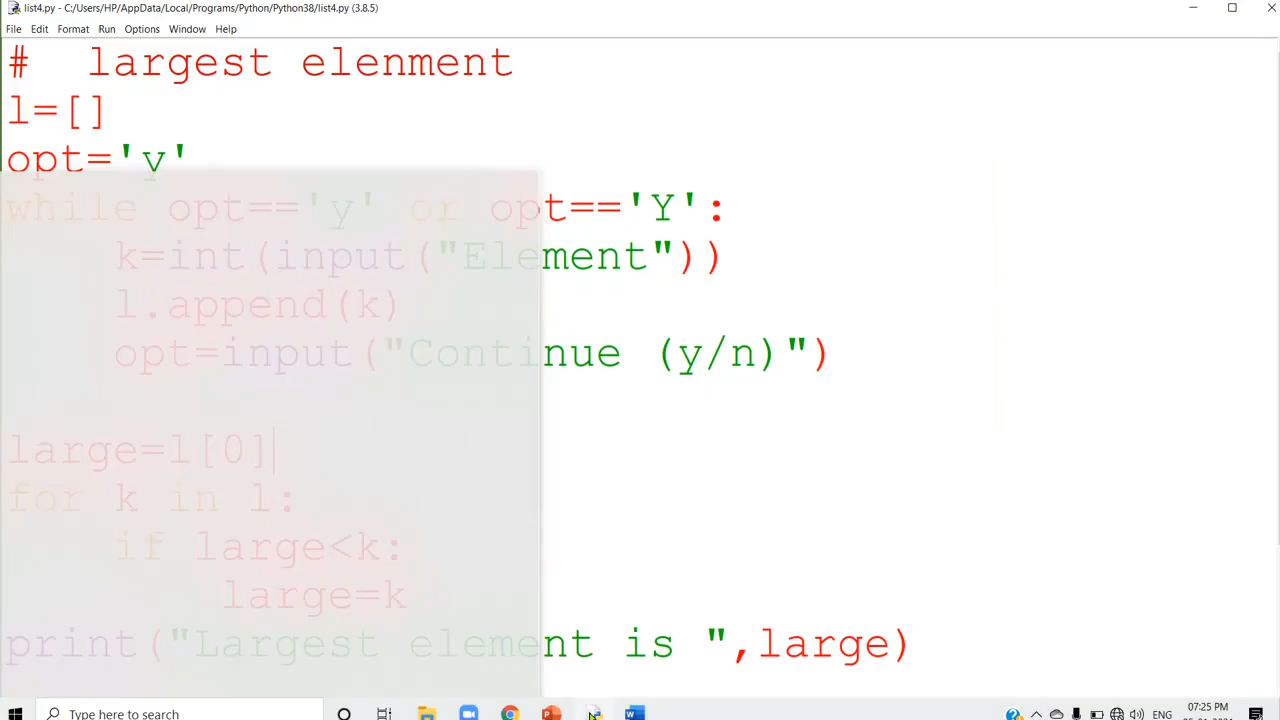 list4.py - C:/Users/HP/AppData/Local/Programs/Python/Python38/list4.py (3.8.5)
File Edit Format Run Options Window Help
#  largest elenment
l=[]
opt='y'
while opt=='y' or opt=='Y':
    k=int(input("Element"))
    l.append(k)
    opt=input("Continue (y/n)")
large=l[0]
for k in l:
    if large<k:
        large=k
print("Largest element is ",large)
Type here to search
ENG
07:25 PM